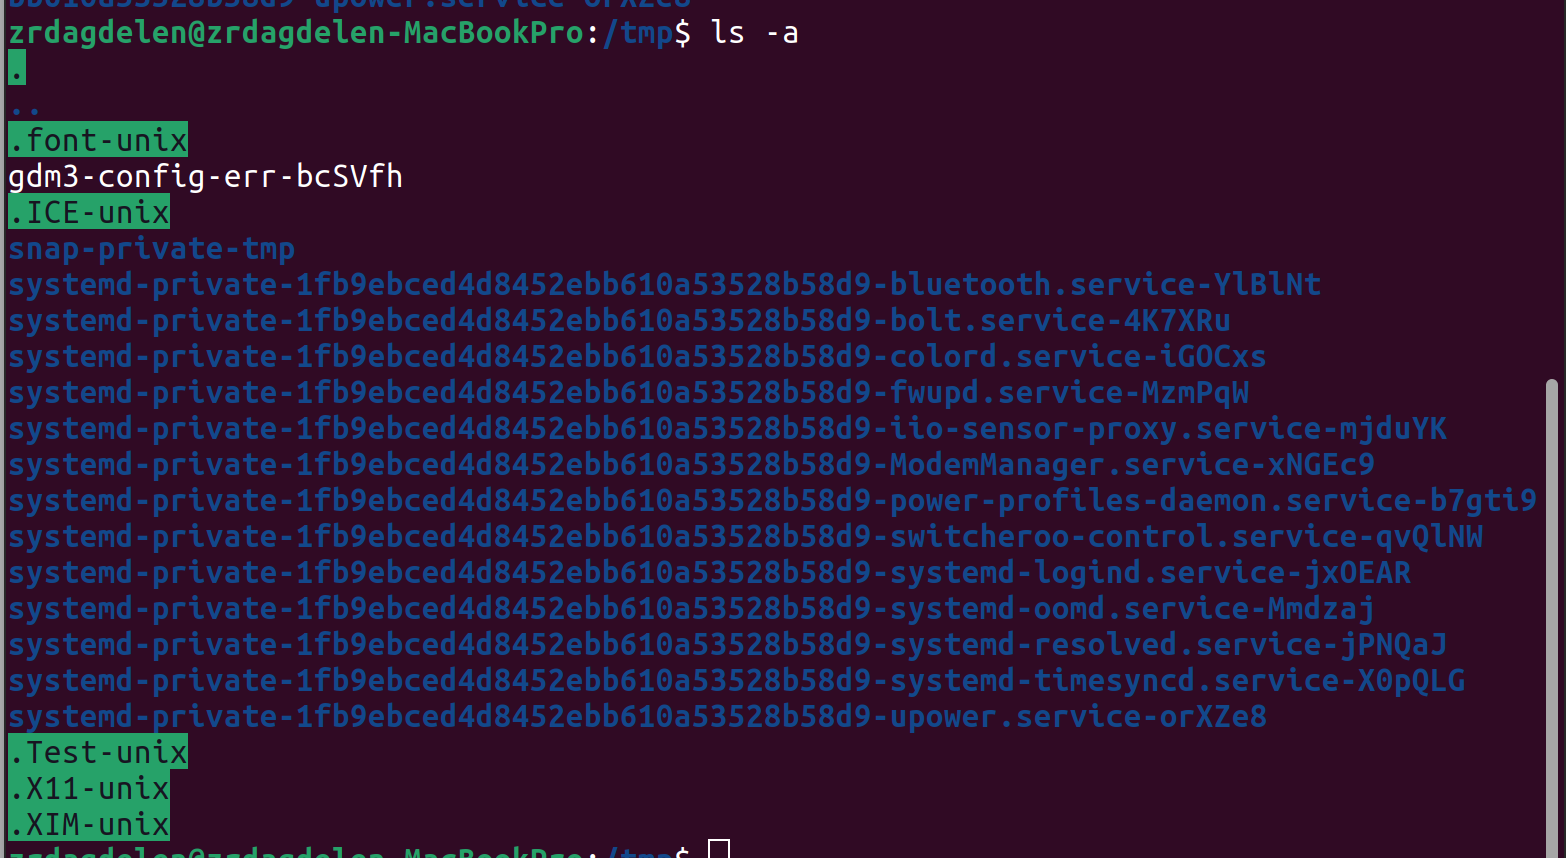 bb610a53528b58d9-upower.service-orXZe8
zrdagdelen@zrdagdelen-MacBookPro:/tmp$ ls -a
.
..
.font-unix
gdm3-config-err-bcSVfh
.ICE-unix
snap-private-tmp
systemd-private-1fb9ebced4d8452ebb610a53528b58d9-bluetooth.service-YlBlNt
systemd-private-1fb9ebced4d8452ebb610a53528b58d9-bolt.service-4K7XRu
systemd-private-1fb9ebced4d8452ebb610a53528b58d9-colord.service-iGOCxs
systemd-private-1fb9ebced4d8452ebb610a53528b58d9-fwupd.service-MzmPqW
systemd-private-1fb9ebced4d8452ebb610a53528b58d9-iio-sensor-proxy.service-mjduYK
systemd-private-1fb9ebced4d8452ebb610a53528b58d9-ModemManager.service-xNGEc9
systemd-private-1fb9ebced4d8452ebb610a53528b58d9-power-profiles-daemon.service-b7gti9
systemd-private-1fb9ebced4d8452ebb610a53528b58d9-switcheroo-control.service-qvQlNW
systemd-private-1fb9ebced4d8452ebb610a53528b58d9-systemd-logind.service-jxOEAR
systemd-private-1fb9ebced4d8452ebb610a53528b58d9-systemd-oomd.service-Mmdzaj
systemd-private-1fb9ebced4d8452ebb610a53528b58d9-systemd-resolved.service-jPNQaJ
systemd-private-1fb9ebced4d8452ebb610a53528b58d9-systemd-timesyncd.service-X0pQLG
systemd-private-1fb9ebced4d8452ebb610a53528b58d9-upower.service-orXZe8
.Test-unix
.X11-unix
.XIM-unix
zrdagdelen@zrdagdelen-MacBookPro:/tmp$